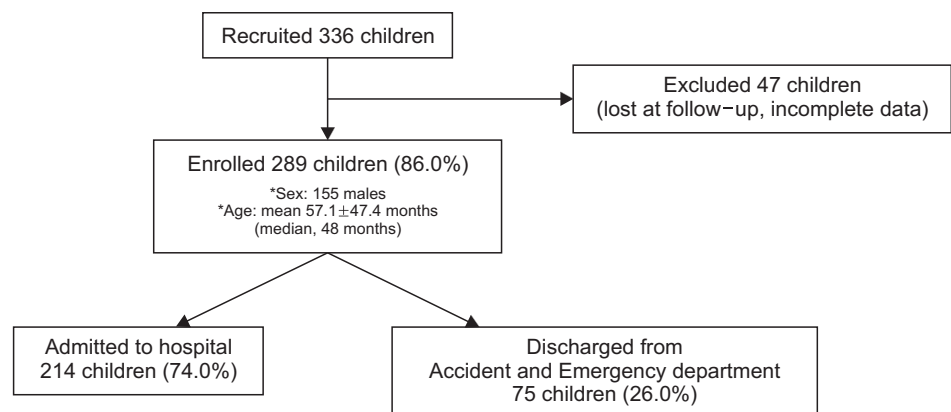 Recruited 336 children
Excluded 47 children
(lost at follow−up, incomplete data)
Enrolled 289 children (86.0%)
*Sex: 155 males
*Age: mean 57.1±47.4 months
(median, 48 months)
Admitted to hospital
214 children (74.0%)
Discharged from
Accident and Emergency department
75 children (26.0%)